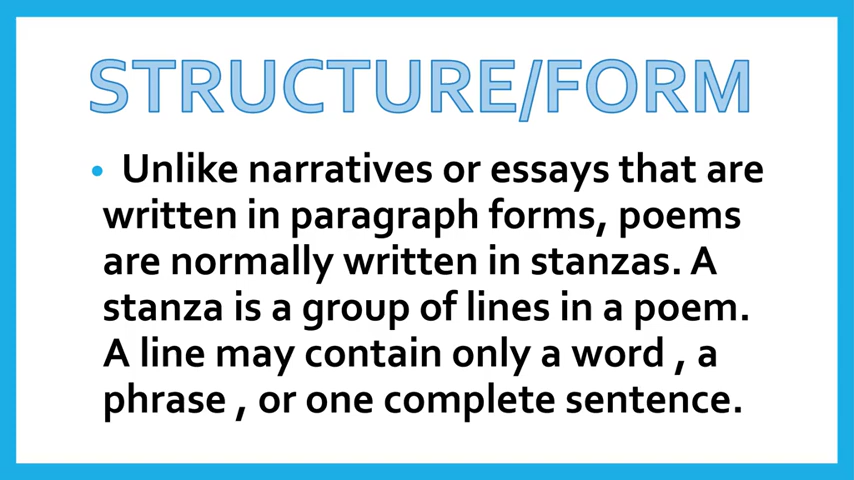 STRUCTURE/FORM
• Unlike narratives or essays that are
written in paragraph forms, poems
are normally written in stanzas. A
stanza is a group of lines in a poem.
A line may contain only a word , a
phrase , or one complete sentence.